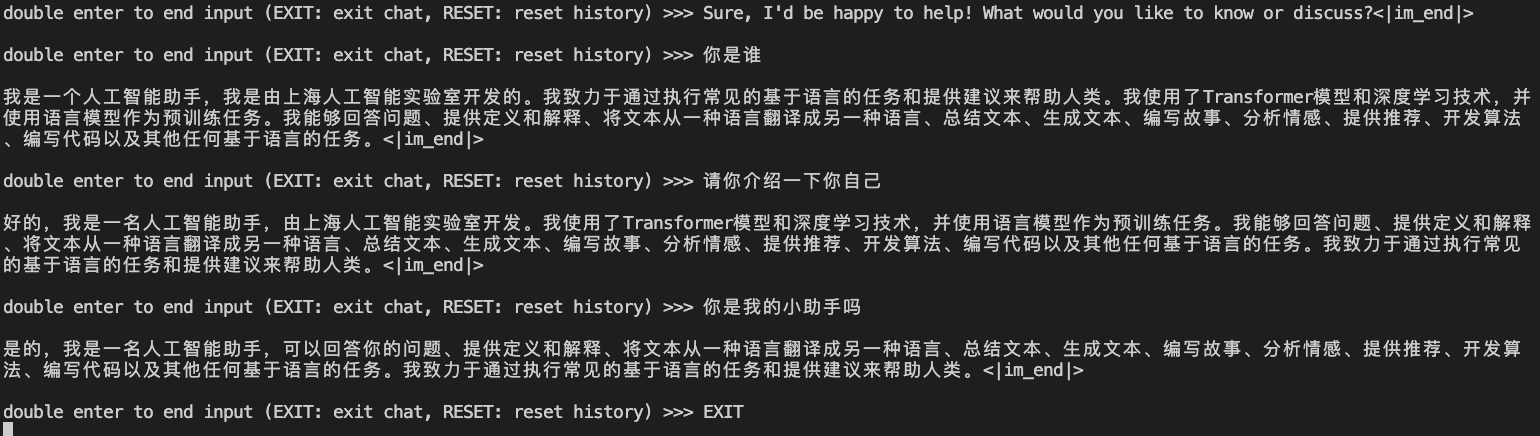 double enter to end input (EXIT: exit chat, RESET: reset history) >>> Sure, I'd be happy to help! What would you like to know or discuss?<|im_end|>
double enter to end input (EXIT: exit chat, RESET: reset history) >>> 你是谁
我是一个人工智能助手，我是由上海人工智能实验室开发的。我致力于通过执行常见的基于语言的任务和提供建议来帮助人类。我使用了Transformer模型和深度学习技术，并
使用语言模型作为预训练任务。我能够回答问题、提供定义和解释、将文本从一种语言翻译成另一种语言、总结文本、生成文本、编写故事、分析情感、提供推荐、开发算法
、编写代码以及其他任何基于语言的任务。<|im_end|>
double enter to end input (EXIT: exit chat, RESET: reset history) >>> 请你介绍一下你自己
好的，我是一名人工智能助手，由上海人工智能实验室开发。我使用了Transformer模型和深度学习技术，并使用语言模型作为预训练任务。我能够回答问题、提供定义和解释
、将文本从一种语言翻译成另一种语言、总结文本、生成文本、编写故事、分析情感、提供推荐、开发算法、编写代码以及其他任何基于语言的任务。我致力于通过执行常见
的基于语言的任务和提供建议来帮助人类。<|im_end|>
double enter to end input (EXIT: exit chat, RESET: reset history) >>> 你是我的小助手吗
是的，我是一名人工智能助手，可以回答你的问题、提供定义和解释、将文本从一种语言翻译成另一种语言、总结文本、生成文本、编写故事、分析情感、提供推荐、开发算
法、编写代码以及其他任何基于语言的任务。我致力于通过执行常见的基于语言的任务和提供建议来帮助人类。<|im_end|>
double enter to end input (EXIT: exit chat, RESET: reset history) >>> EXIT